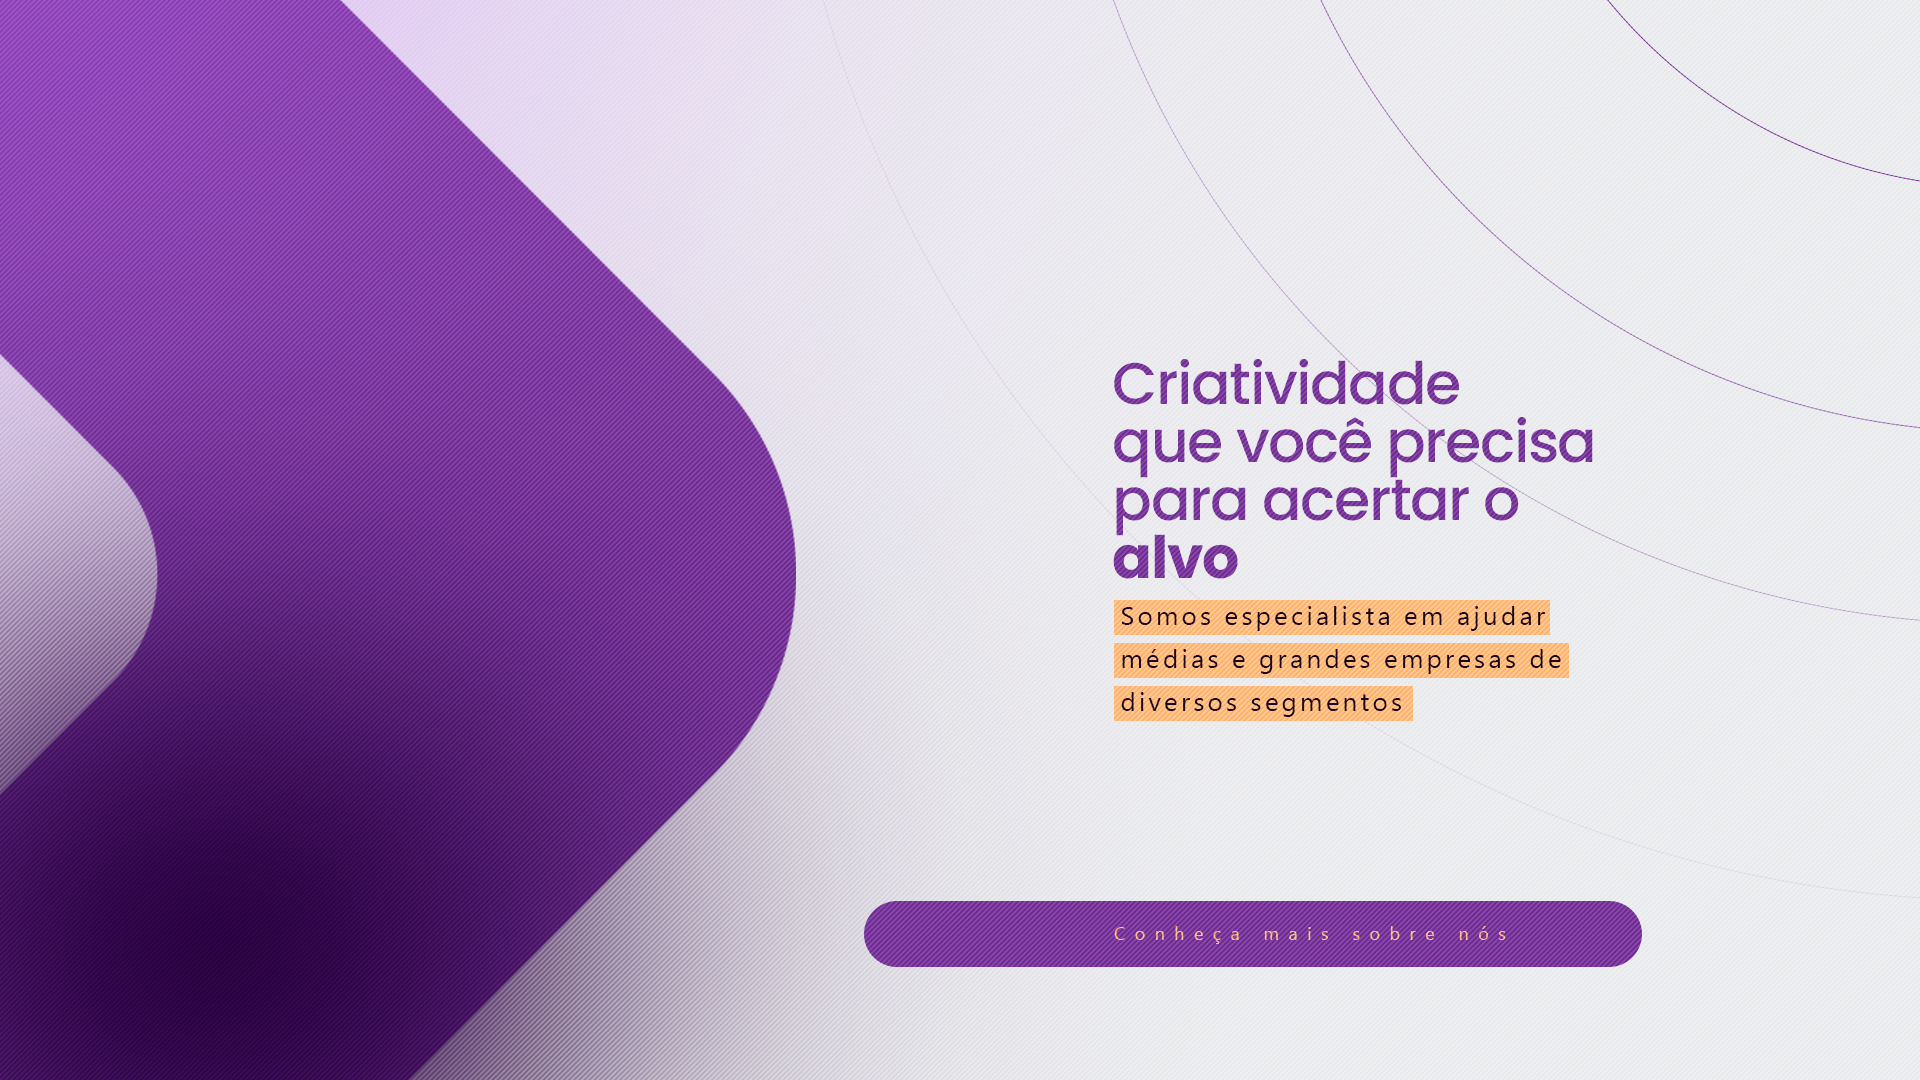 Criatividade
que você precisa
para acertar o
alvo
Somos especialista em ajudar
médias e grandes empresas de
diversos segmentos
Conheça mais sobre nós